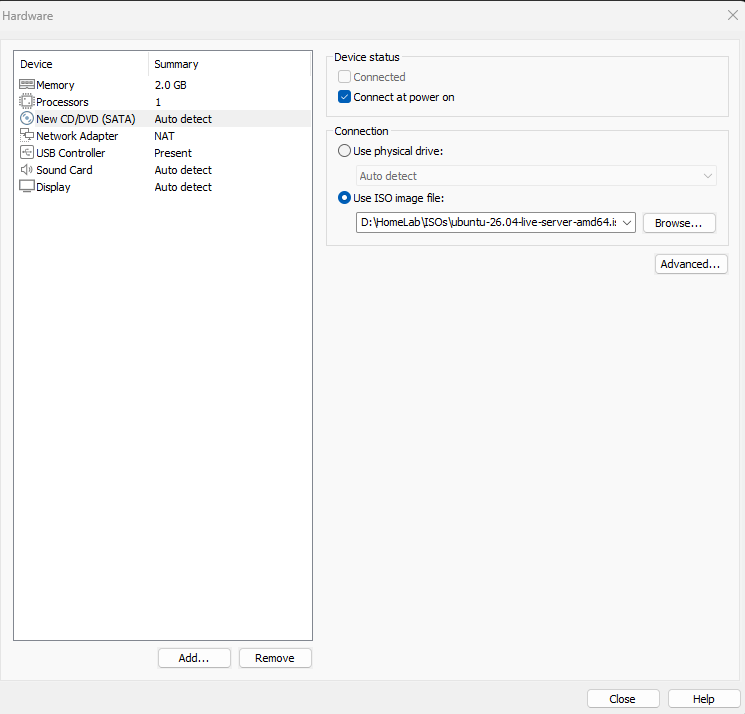 Hardware
Device Summary
Memory 2.0 GB
Processors 1
New CD/DVD (SATA) Auto detect
Network Adapter NAT
USB Controller Present
Sound Card Auto detect
Display Auto detect
Add... Remove
Device status
Connected
Connect at power on
Connection
Use physical drive:
Auto detect
Use ISO image file:
D:\HomeLab\ISOs\ubuntu-26.04-live-server-amd64.is Browse...
Advanced...
Close Help